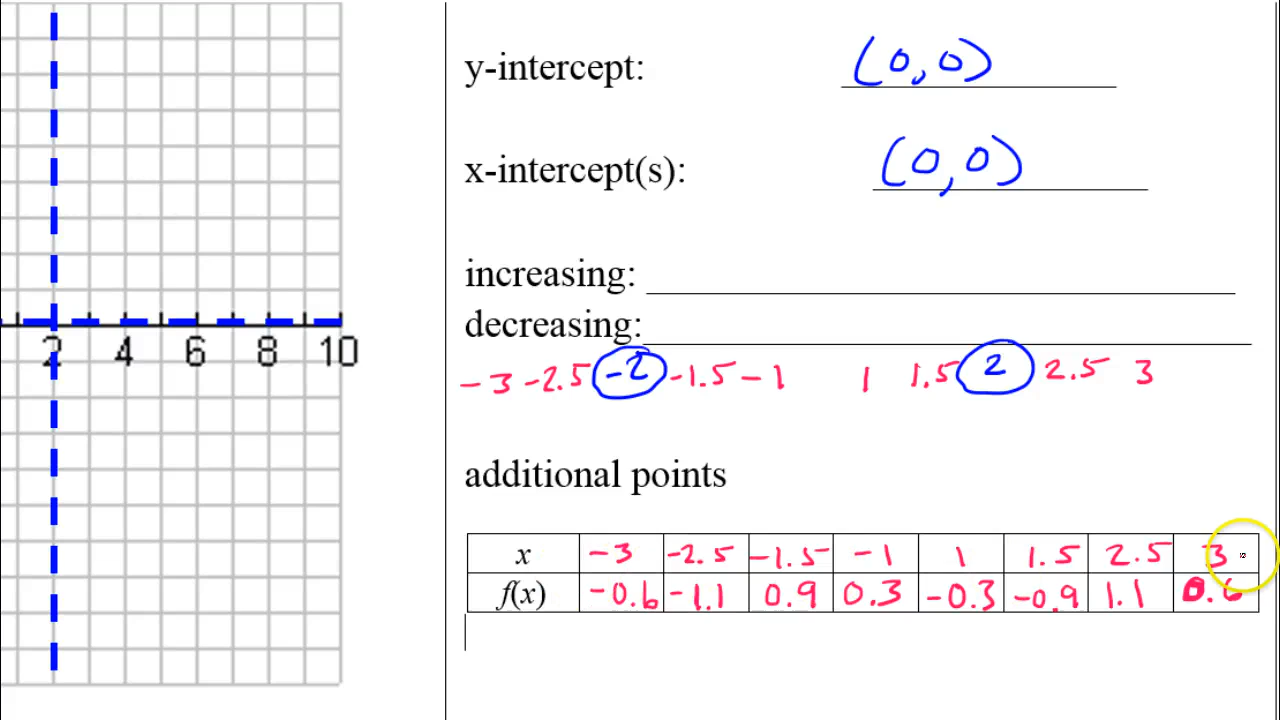 y-intercept: (0,0)
x-intercept(s): (0,0)
increasing:
decreasing:
2 4 6 8 10
-3 -2.5 -2 -1.5 -1 1 1.5 2 2.5 3
additional points
x -3 -2.5 -1.5 -1 1 1.5 2.5 3
f(x) -0.6 -1.1 0.9 0.3 -0.3 -0.9 1.1 0.6